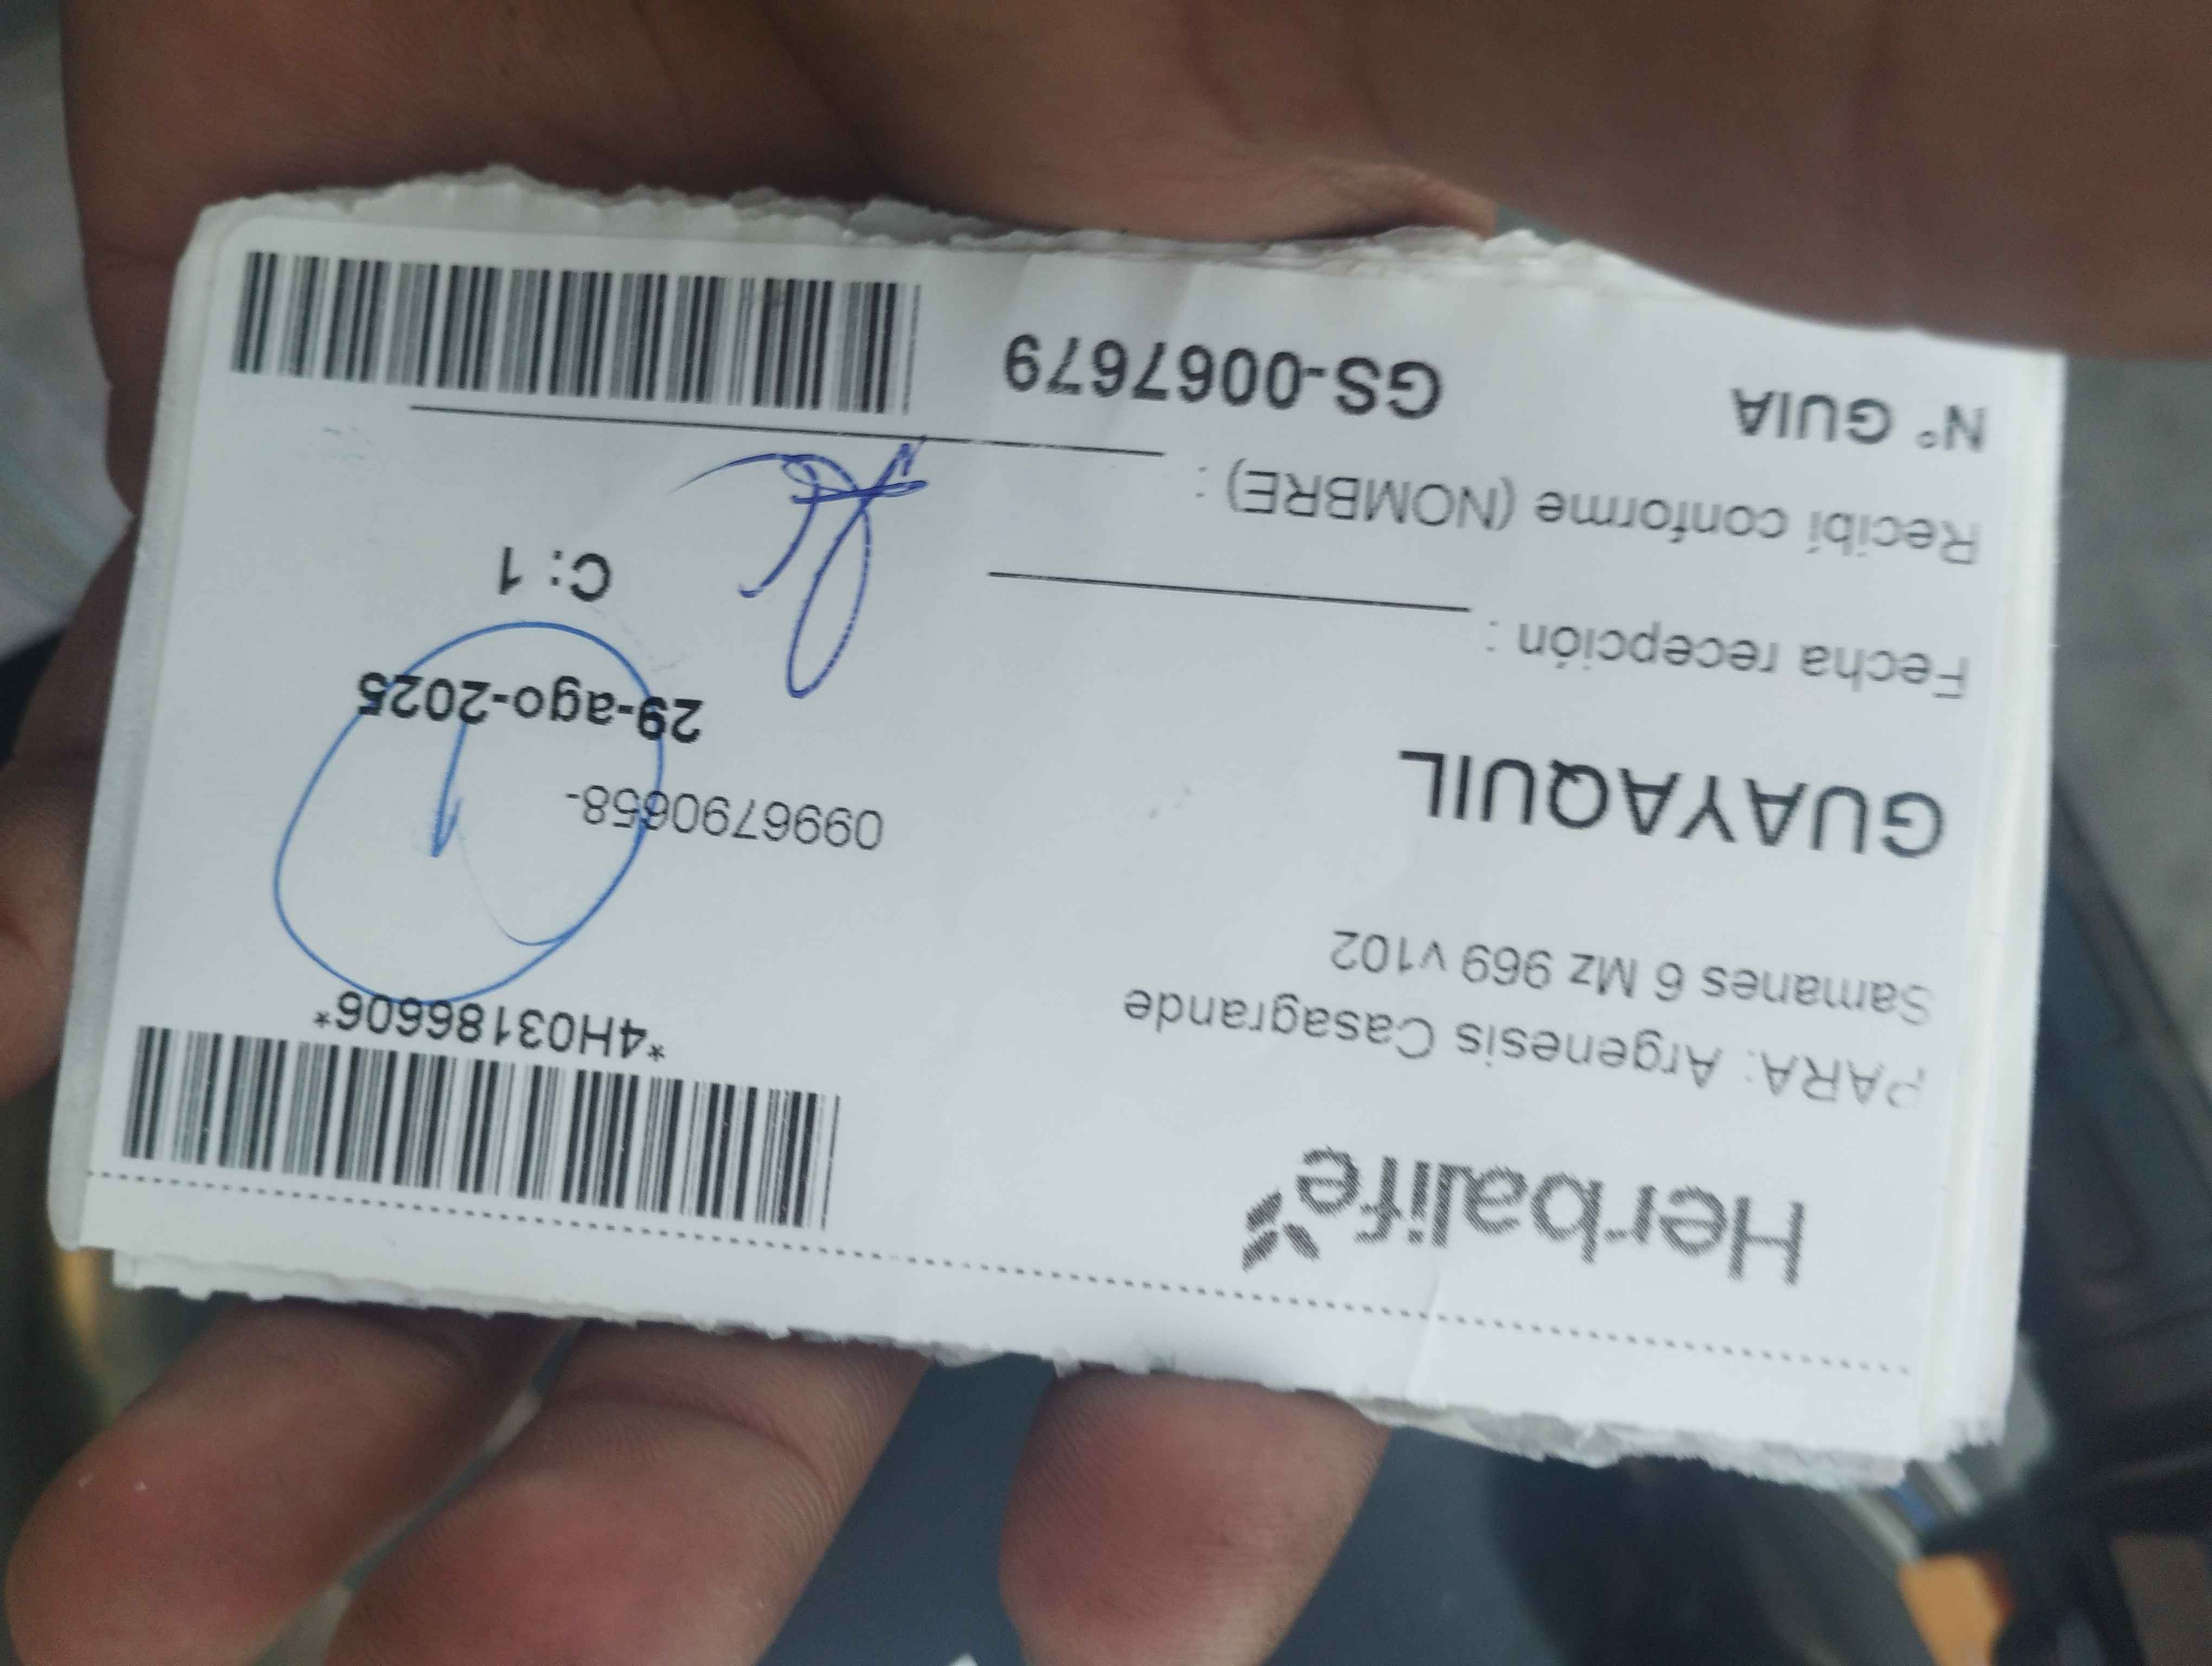 Herbalife
*4H03186606*
PARA: Argenesis Casagrande
Samanes 6 Mz 969 v102
0996790658-
GUAYAQUIL
29-ago-2025
1
Fecha recepción :
C: 1
Recibí conforme (NOMBRE) :
N° GUIA GS-0067679